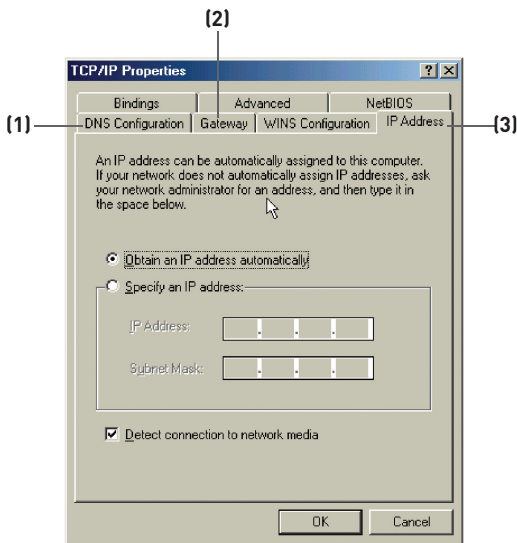 (2)
TCP/IP Properties
Bindings Advanced NetBIOS
(1) DNS Configuration Gateway WINS Configuration IP Address (3)
An IP address can be automatically assigned to this computer.
If your network does not automatically assign IP addresses, ask
your network administrator for an address, and then type it in
the space below.
Obtain an IP address automatically
Specify an IP address:
IP Address:
Subnet Mask:
Detect connection to network media
OK Cancel